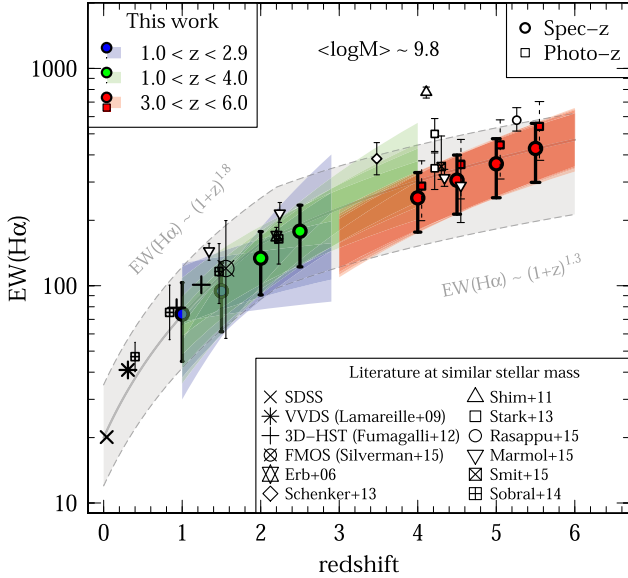 This work
1.0 < z < 2.9
1.0 < z < 4.0
3.0 < z < 6.0
<logM> ~ 9.8
Spec-z
Photo-z
1000
100
10
EW(Hα)
EW(Hα) ~ (1+z)^1.8
EW(Hα) ~ (1+z)^1.3
Literature at similar stellar mass
SDSS
VVDS (Lamareille+09)
3D-HST (Fumagalli+12)
FMOS (Silverman+15)
Erb+06
Schenker+13
Shim+11
Stark+13
Rasappu+15
Marmol+15
Smit+15
Sobral+14
0 1 2 3 4 5 6
redshift